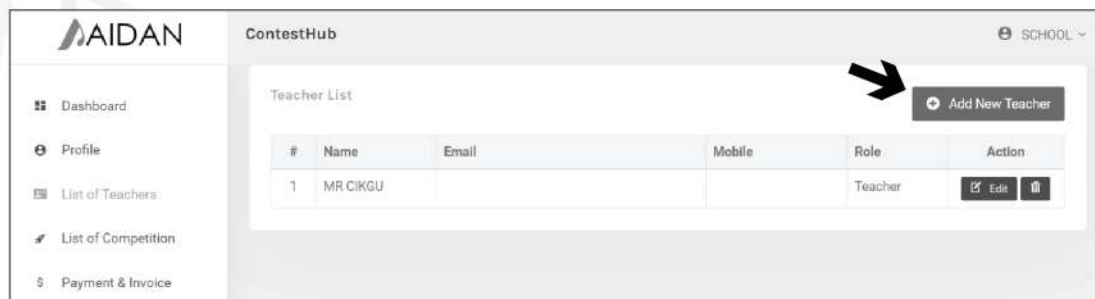 AIDAN
ContestHub
SCHOOL
Dashboard
Profile
List of Teachers
List of Competition
Payment & Invoice
Teacher List
Add New Teacher
# Name Email Mobile Role Action
1 MR CIKGU Teacher Edit